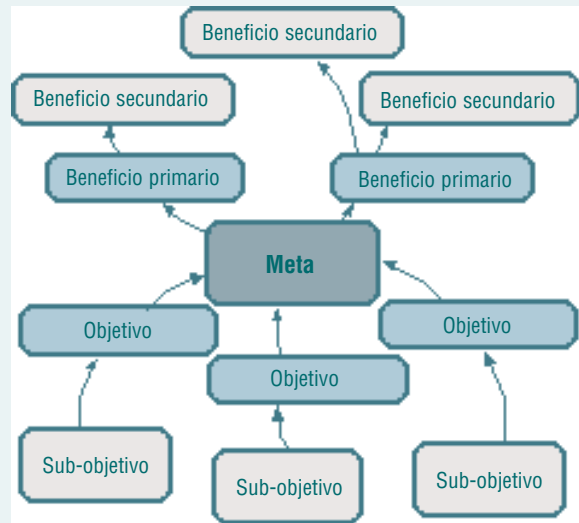 Beneficio secundario
Beneficio secundario
Beneficio secundario
Beneficio primario
Beneficio primario
Meta
Objetivo
Objetivo
Objetivo
Sub-objetivo
Sub-objetivo
Sub-objetivo